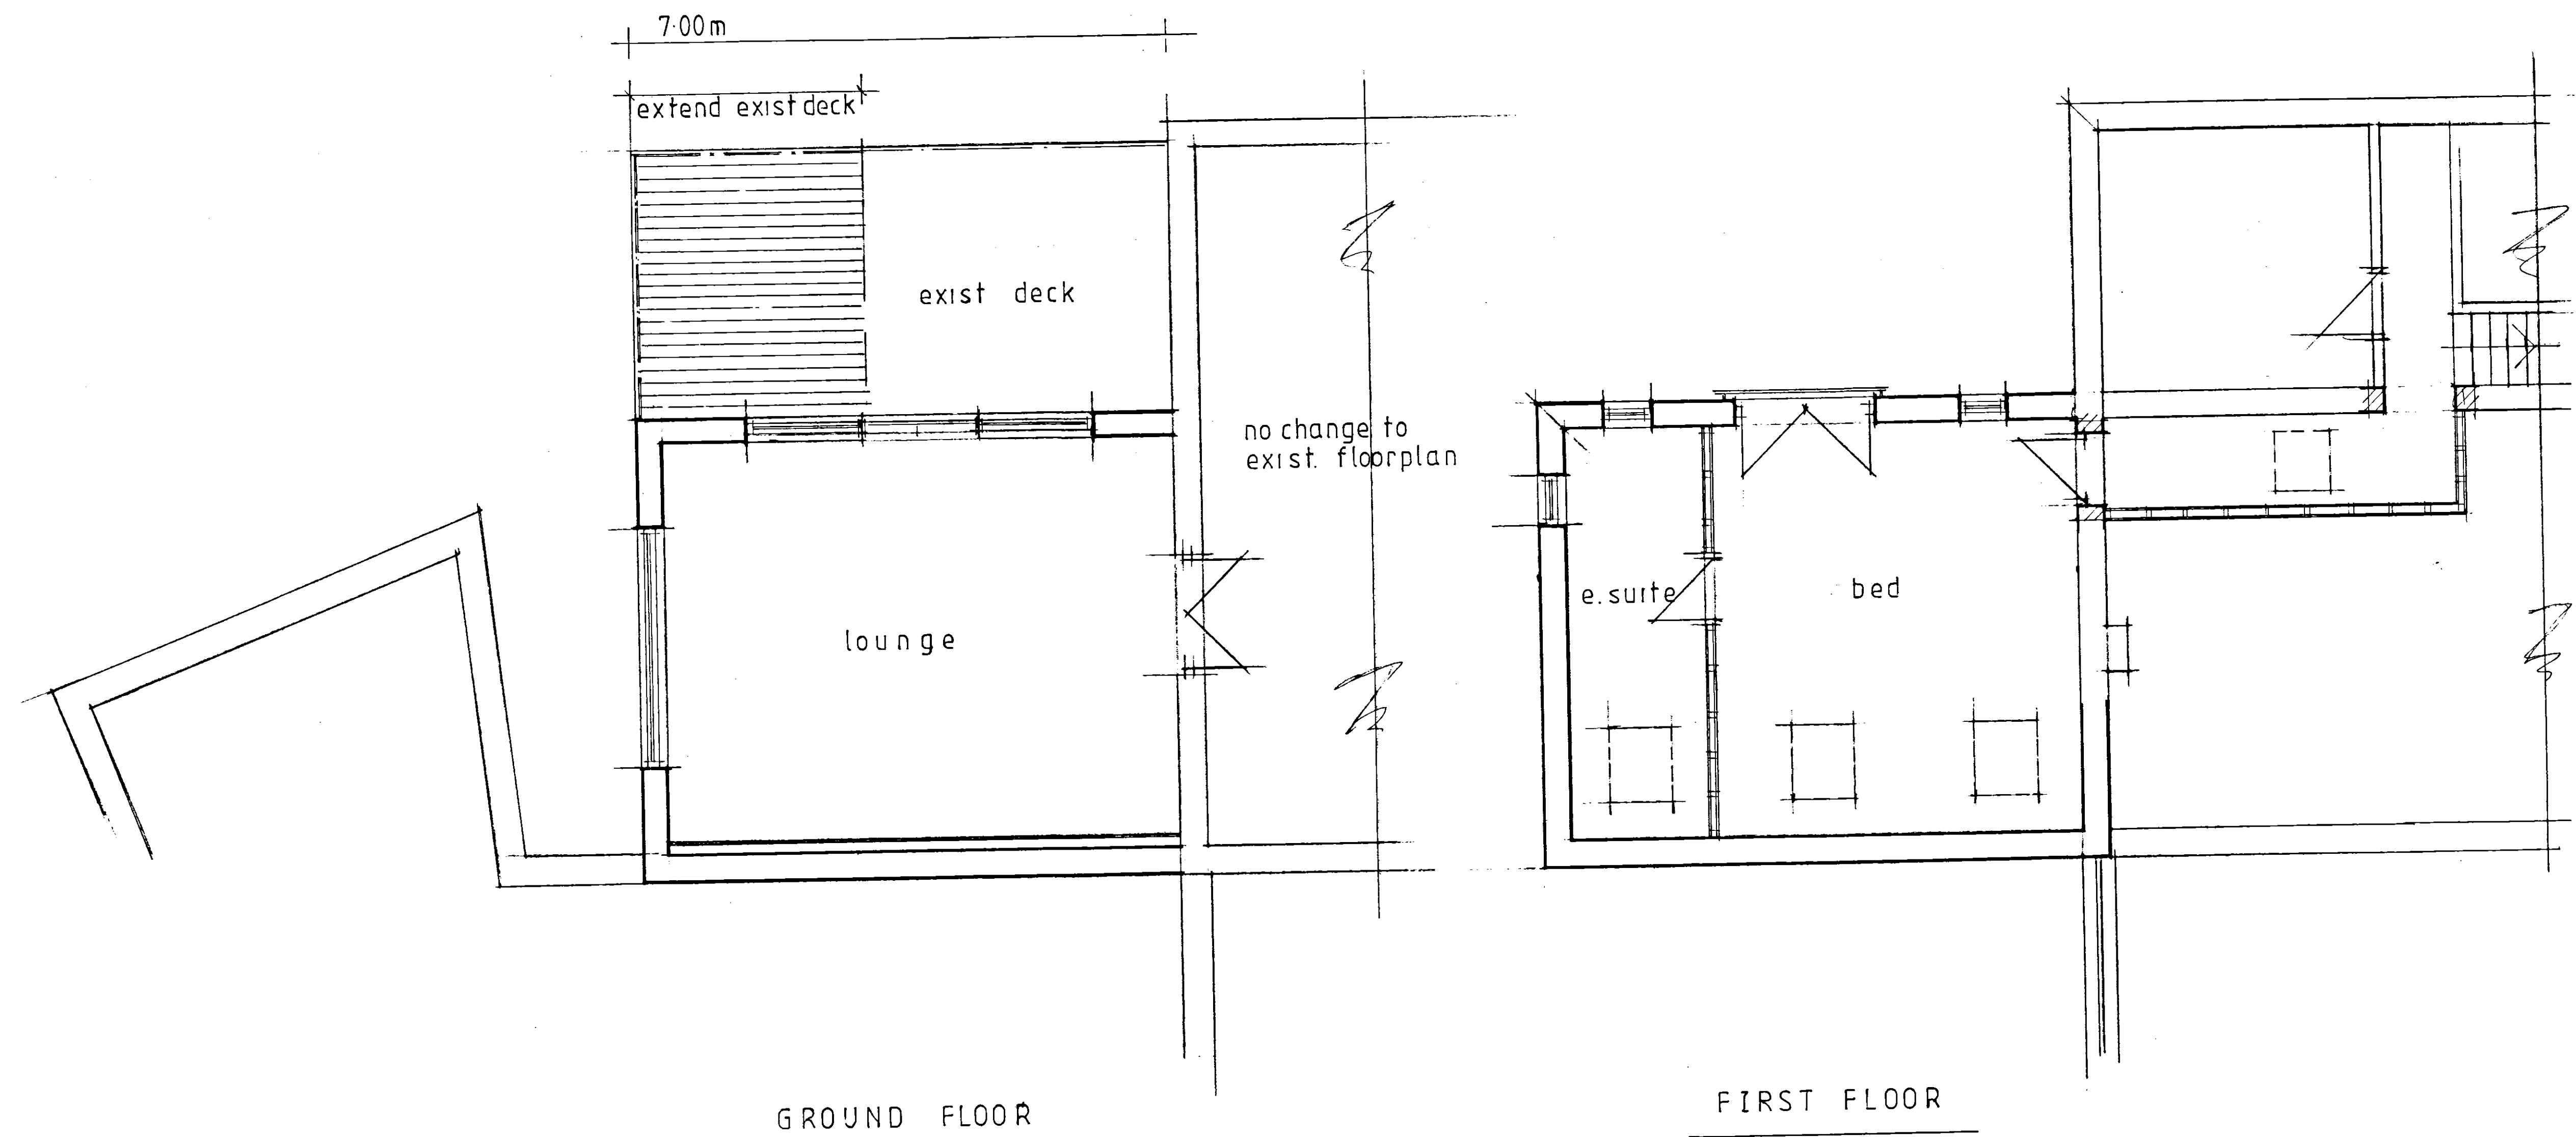 7.00m
extend exist deck
exist deck
no change to
exist. floorplan
lounge
e.suite
bed
GROUND FLOOR
FIRST FLOOR